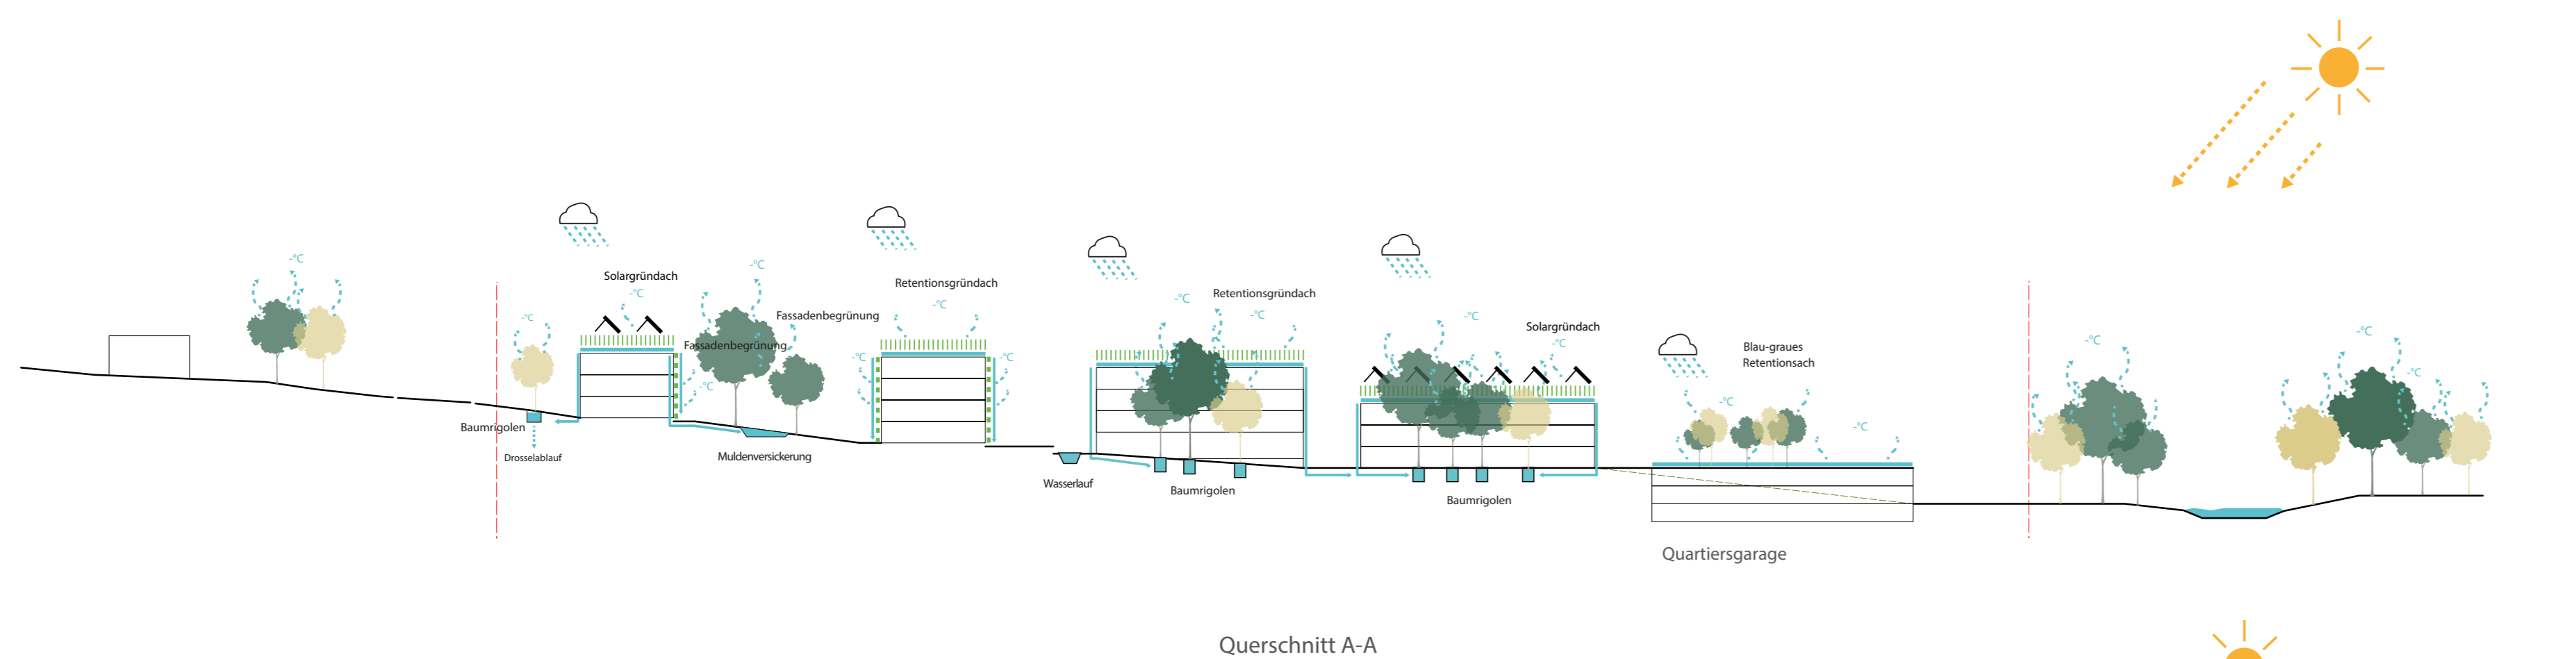 -°C
-°C
Baumrigolen
Drosselablauf
Solargründach
-°C
-°C
-°C
Fassadenbegrünung
Fassadenbegrünung
Muldenversickerung
Retentionsgründach
-°C
-°C
-°C
Wasserlauf
-°C
Retentionsgründach
-°C
Baumrigolen
-°C
Solargründach
-°C
Baumrigolen
Blau-graues
Retentionsach
-°C
-°C
Quartiersgarage
-°C
-°C
-°C
Querschnitt A-A